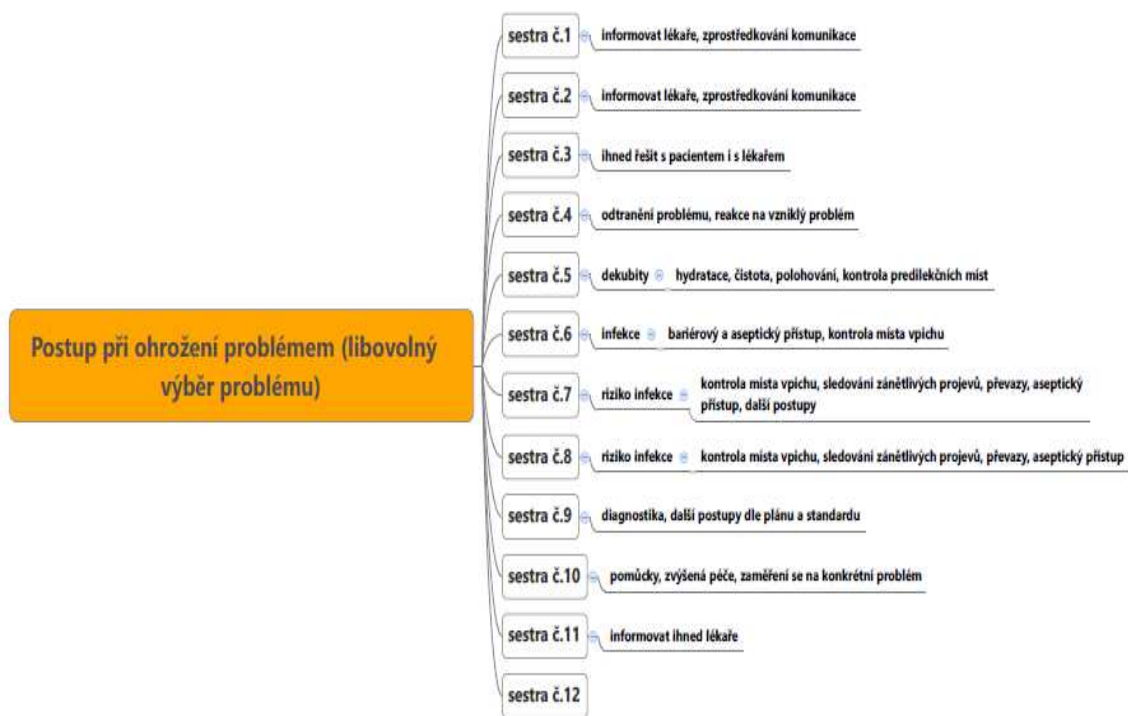 Postup při ohrožení problémem (libovolný
výběr problému)
sestra č.1 informovat lékaře, zprostředkování komunikace
sestra č.2 informovat lékaře, zprostředkování komunikace
sestra č.3 ihned řešit s pacientem i s lékařem
sestra č.4 odtranění problému, reakce na vzniklý problém
sestra č.5 dekubity hydratace, čistota, polohování, kontrola predilekčních míst
sestra č.6 infekce bariérový a aseptický přístup, kontrola místa vpichu
sestra č.7 riziko infekce kontrola místa vpichu, sledování zánětlivých projevů, převazy, aseptický
přístup, další postupy
sestra č.8 riziko infekce kontrola místa vpichu, sledování zánětlivých projevů, převazy, aseptický přístup
sestra č.9 diagnostika, další postupy dle plánu a standardu
sestra č.10 pomůcky, zvýšená péče, zaměření se na konkrétní problém
sestra č.11 informovat ihned lékaře
sestra č.12